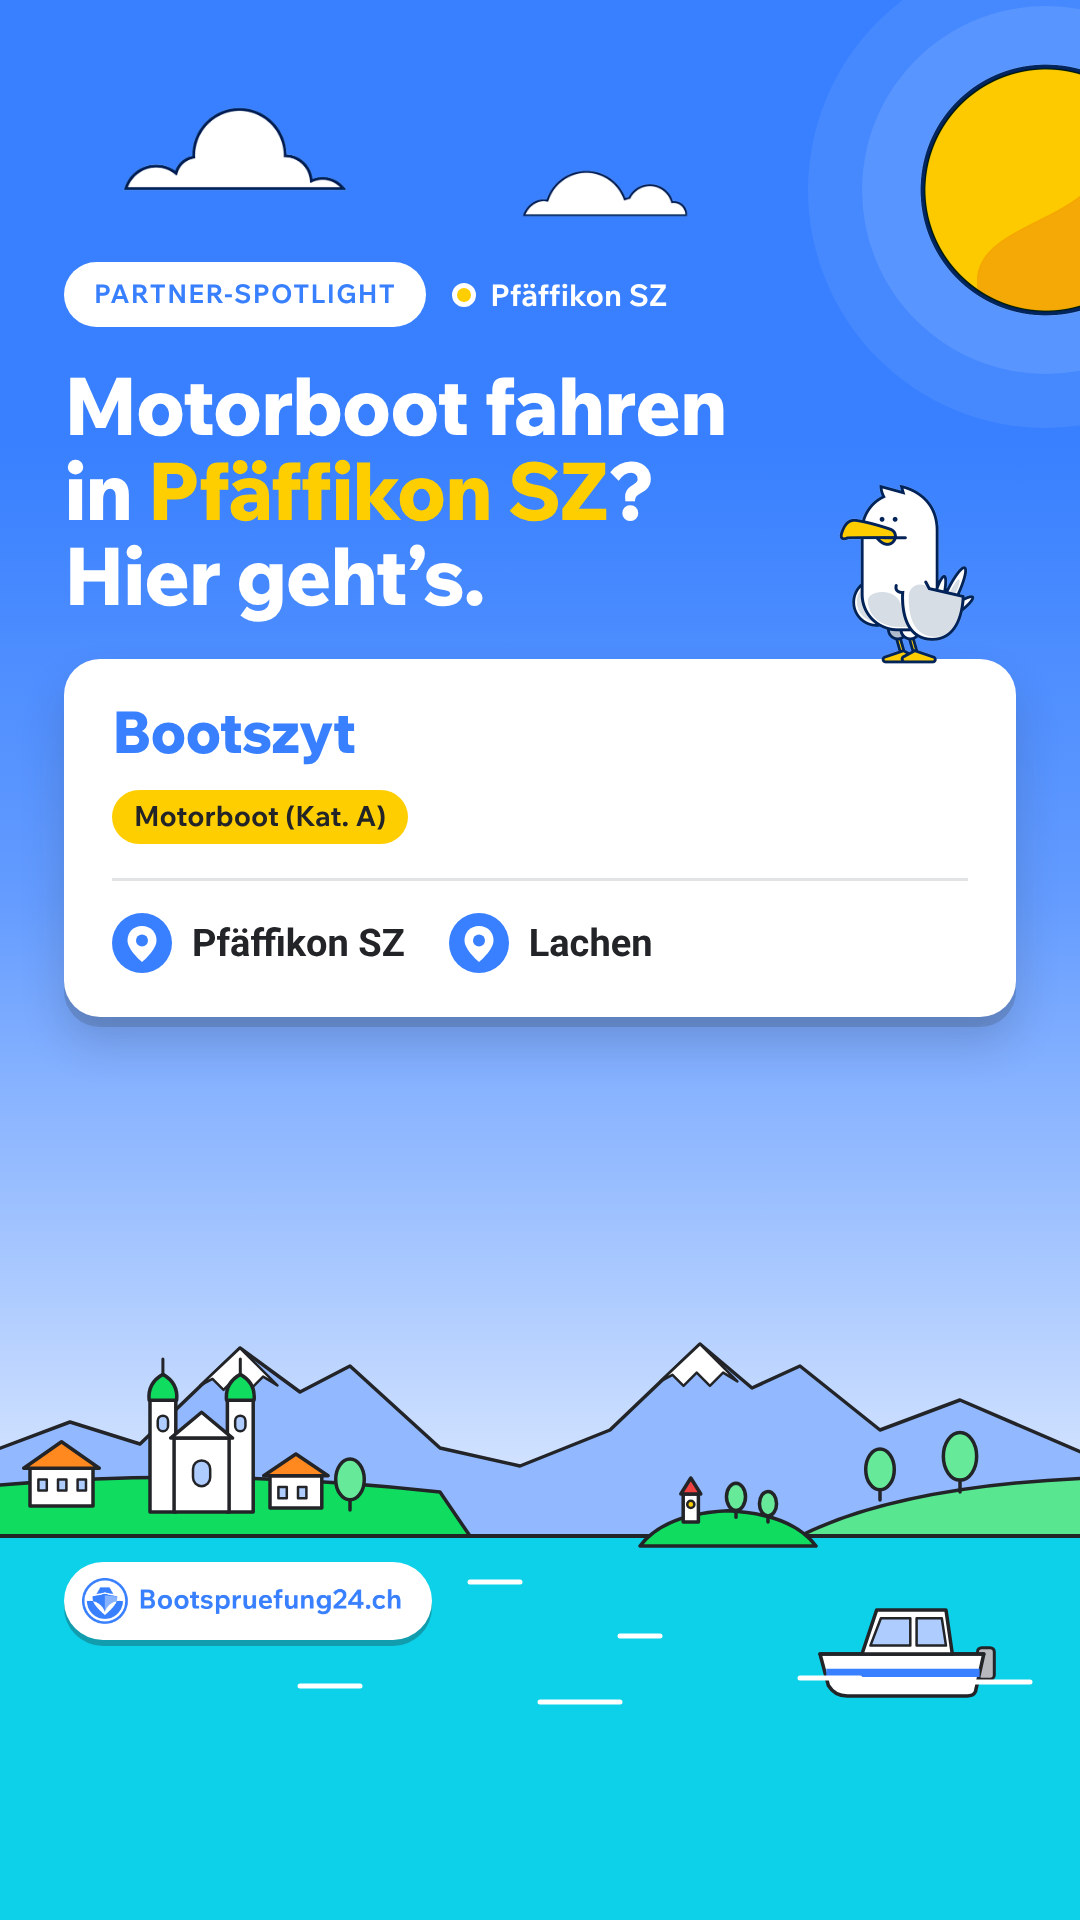 PARTNER-SPOTLIGHT
Pfäffikon SZ
Motorboot fahren
in Pfäffikon SZ?
Hier geht’s.
Bootszyt
Motorboot (Kat. A)
Pfäffikon SZ
Lachen
Bootspruefung24.ch